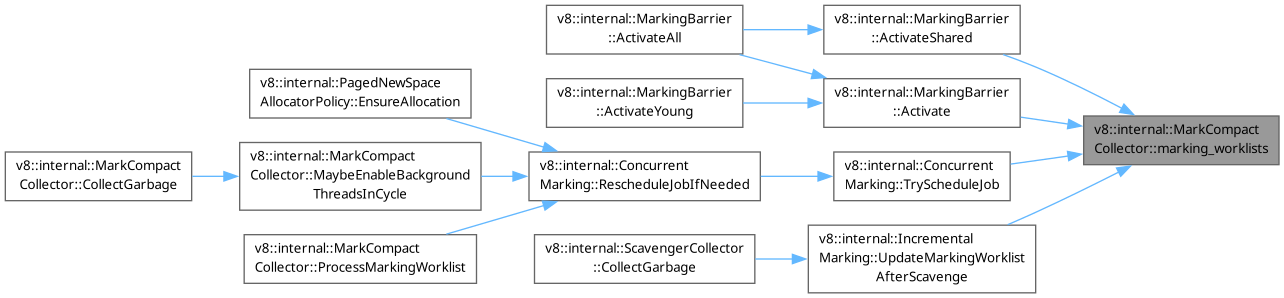 v8::internal::MarkingBarrier
::ActivateAll
v8::internal::MarkingBarrier
::ActivateShared
v8::internal::PagedNewSpace
AllocatorPolicy::EnsureAllocation
v8::internal::MarkingBarrier
::ActivateYoung
v8::internal::MarkingBarrier
::Activate
v8::internal::MarkCompact
Collector::marking_worklists
v8::internal::MarkCompact
Collector::CollectGarbage
v8::internal::MarkCompact
Collector::MaybeEnableBackground
ThreadsInCycle
v8::internal::Concurrent
Marking::RescheduleJobIfNeeded
v8::internal::Concurrent
Marking::TryScheduleJob
v8::internal::MarkCompact
Collector::ProcessMarkingWorklist
v8::internal::ScavengerCollector
::CollectGarbage
v8::internal::Incremental
Marking::UpdateMarkingWorklist
AfterScavenge